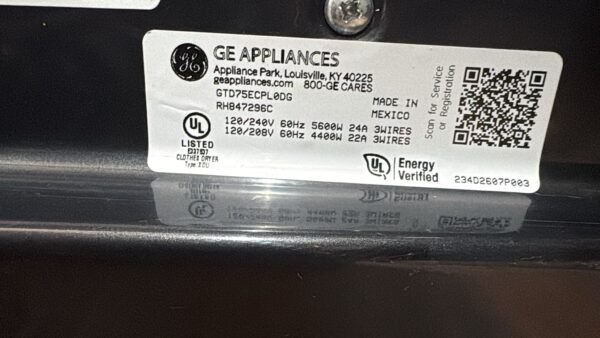 GE APPLIANCES
Appliance Park, Louisville, KY 40225
geappliances.com 800-GE CARES
GTD75ECPL0DG
RH847296C
MADE IN
MEXICO
120/240V 60Hz 5600W 24A 3WIRES
120/208V 60Hz 4400W 22A 3WIRES
UL
LISTED
CLOTHES DRYER
UL
Energy
Verified
234D2607P003
Scan for Service
or Registration